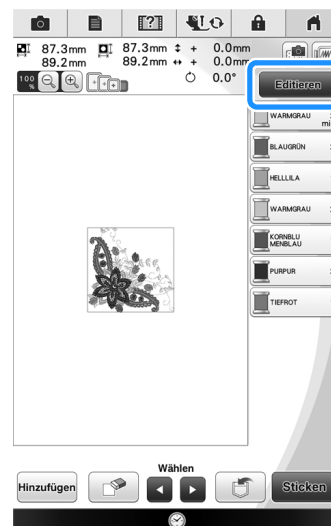 87.3mm 87.3mm + 0.0mm
89.2mm 89.2mm + 0.0mm
100 % 0.0°
Editieren
WARMGRAU
BLAUGRÜN
HELLLILA
WARMGRAU
KORNBLU
MENBLAU
PURPUR
TIEFROT
Wählen
Hinzufügen
Sticken